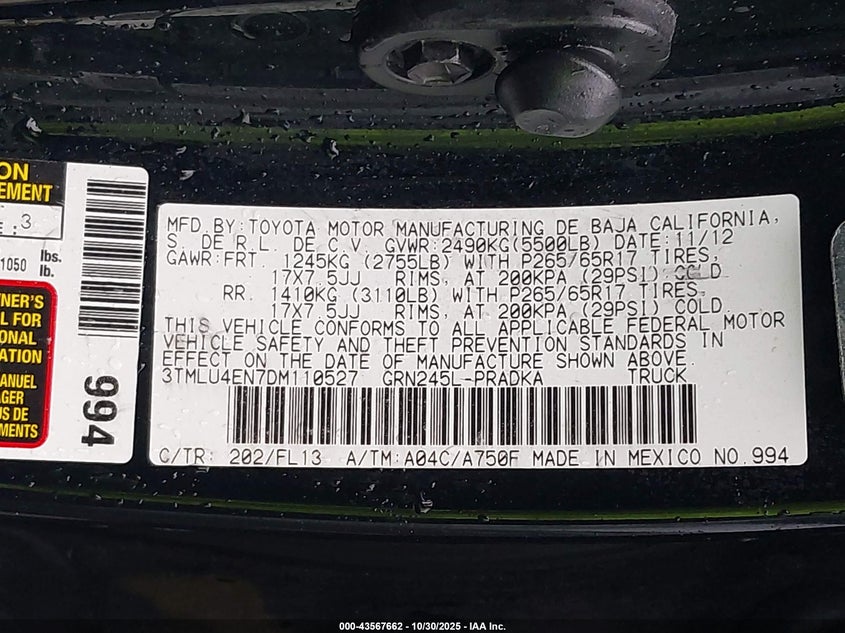 ON
EMENT
E : 3
1050 lbs.
lb.
NER'S
L FOR
ONAL
ATION
MANUEL
AGER
US DE
MENTS
994
MFD.BY:TOYOTA MOTOR MANUFACTURING DE BAJA CALIFORNIA,
S. DE R.L. DE C.V. GVWR:2490KG(5500LB) DATE:11/12
GAWR:FRT. 1245KG (2755LB) WITH P265/65R17 TIRES,
17X7.5JJ RIMS, AT 200KPA (29PSI) COLD
RR. 1410KG (3110LB) WITH P265/65R17 TIRES,
17X7.5JJ RIMS, AT 200KPA (29PSI) COLD
THIS VEHICLE CONFORMS TO ALL APPLICABLE FEDERAL MOTOR
VEHICLE SAFETY AND THEFT PREVENTION STANDARDS IN
EFFECT ON THE DATE OF MANUFACTURE SHOWN ABOVE.
3TMLU4EN7DM110527 GRN245L-PRADKA TRUCK
C/TR: 202/FL13 A/TM:A04C/A750F MADE IN MEXICO NO.994
000-43567662 - 10/30/2025 - IAA Inc.